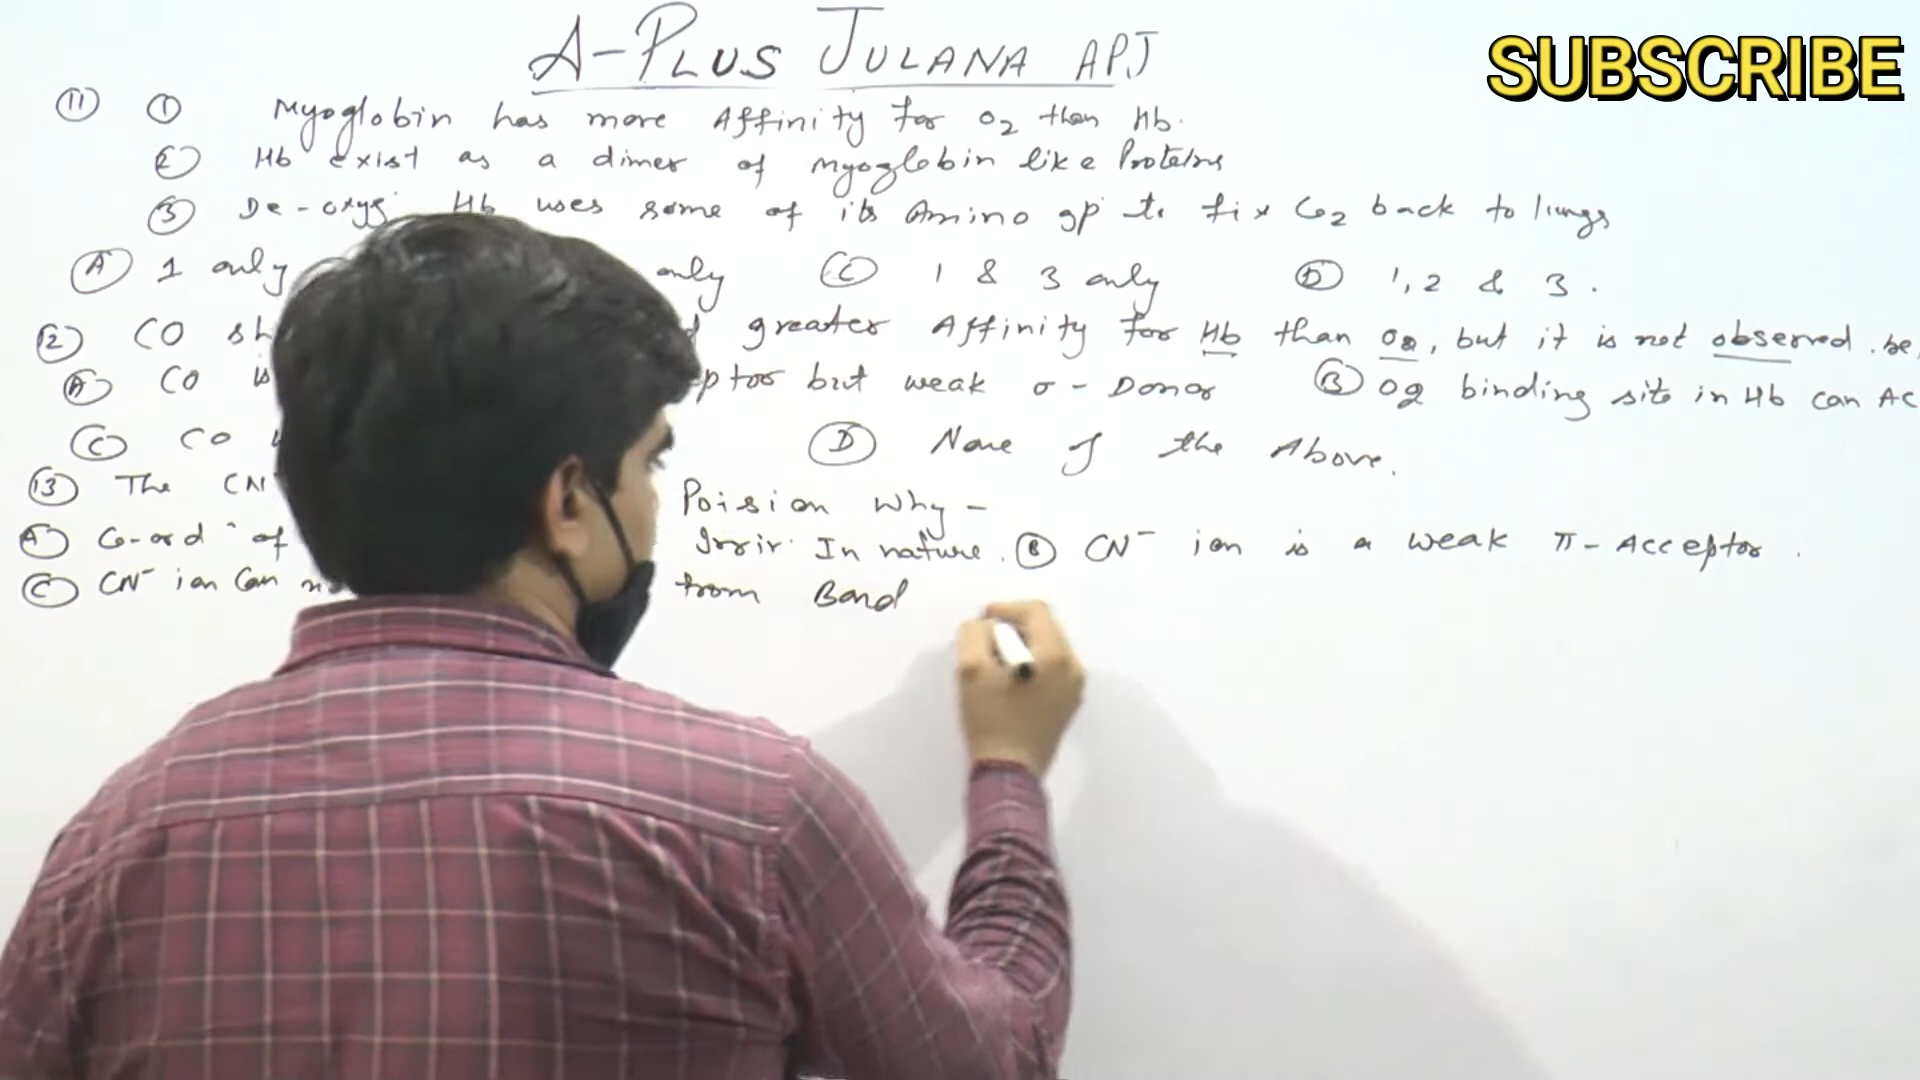 A-PLUS JULANA APJ
SUBSCRIBE
11 1 Myoglobin has more Affinity for O2 than Hb.
2 Hb exist as a dimer of myoglobin like Proteins
3 De-oxy Hb uses some of its Amino gp to fix CO2 back to lungs
A 1 only only C 1 & 3 only D 1, 2 & 3.
12 CO greater Affinity for Hb than O2, but it is not observed. be
A CO but weak σ-Donor B O2 binding site in Hb can AC
C CO D None of the Above.
13 The CN Poision Why -
A Co-ord of Irrir. In nature. B CN⁻ ion is a weak π-Acceptor.
C CN⁻ ion Can from Bond